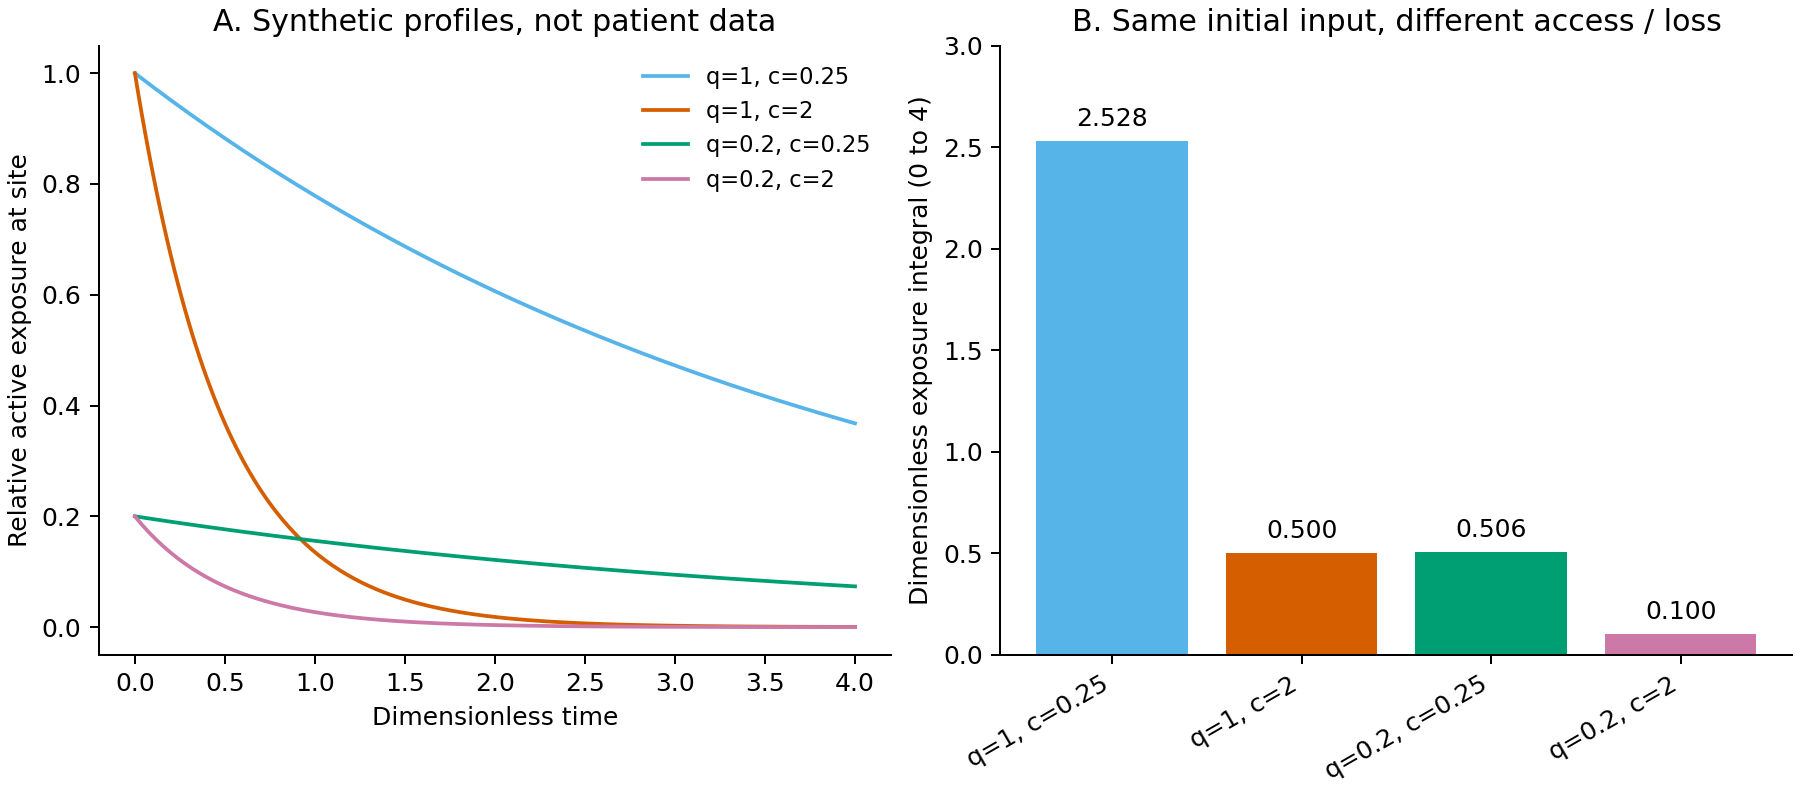 A. Synthetic profiles, not patient data
Relative active exposure at site
1.0
0.8
0.6
0.4
0.2
0.0
q=1, c=0.25
q=1, c=2
q=0.2, c=0.25
q=0.2, c=2
0.0 0.5 1.0 1.5 2.0 2.5 3.0 3.5 4.0
Dimensionless time
B. Same initial input, different access / loss
Dimensionless exposure integral (0 to 4)
3.0
2.5
2.0
1.5
1.0
0.5
0.0
2.528
0.500
0.506
0.100
q=1, c=0.25
q=1, c=2
q=0.2, c=0.25
q=0.2, c=2